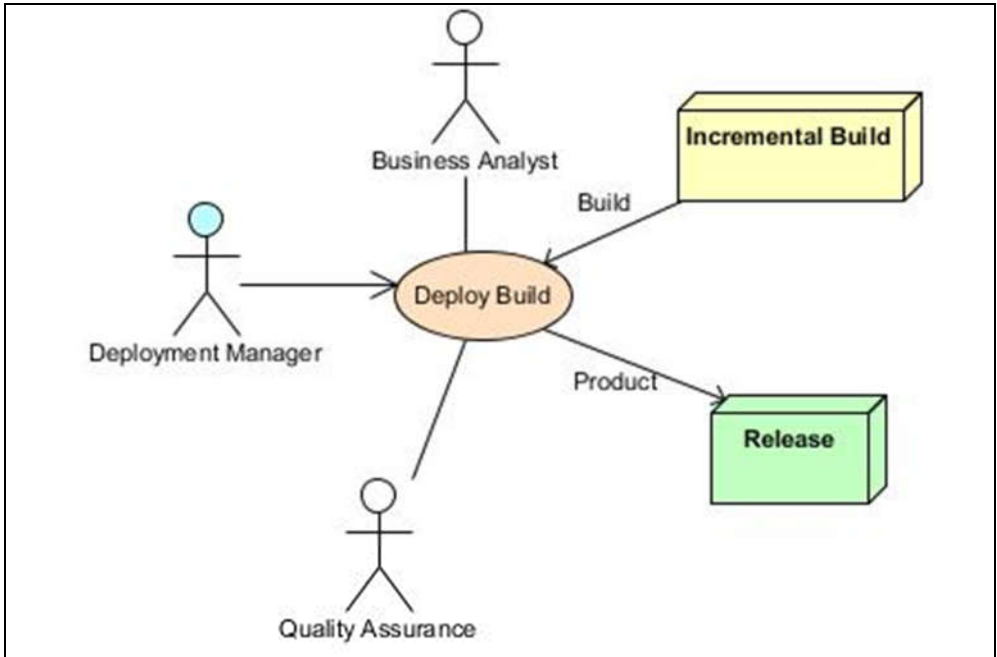 Business Analyst
Incremental Build
Build
Deploy Build
Deployment Manager
Product
Release
Quality Assurance